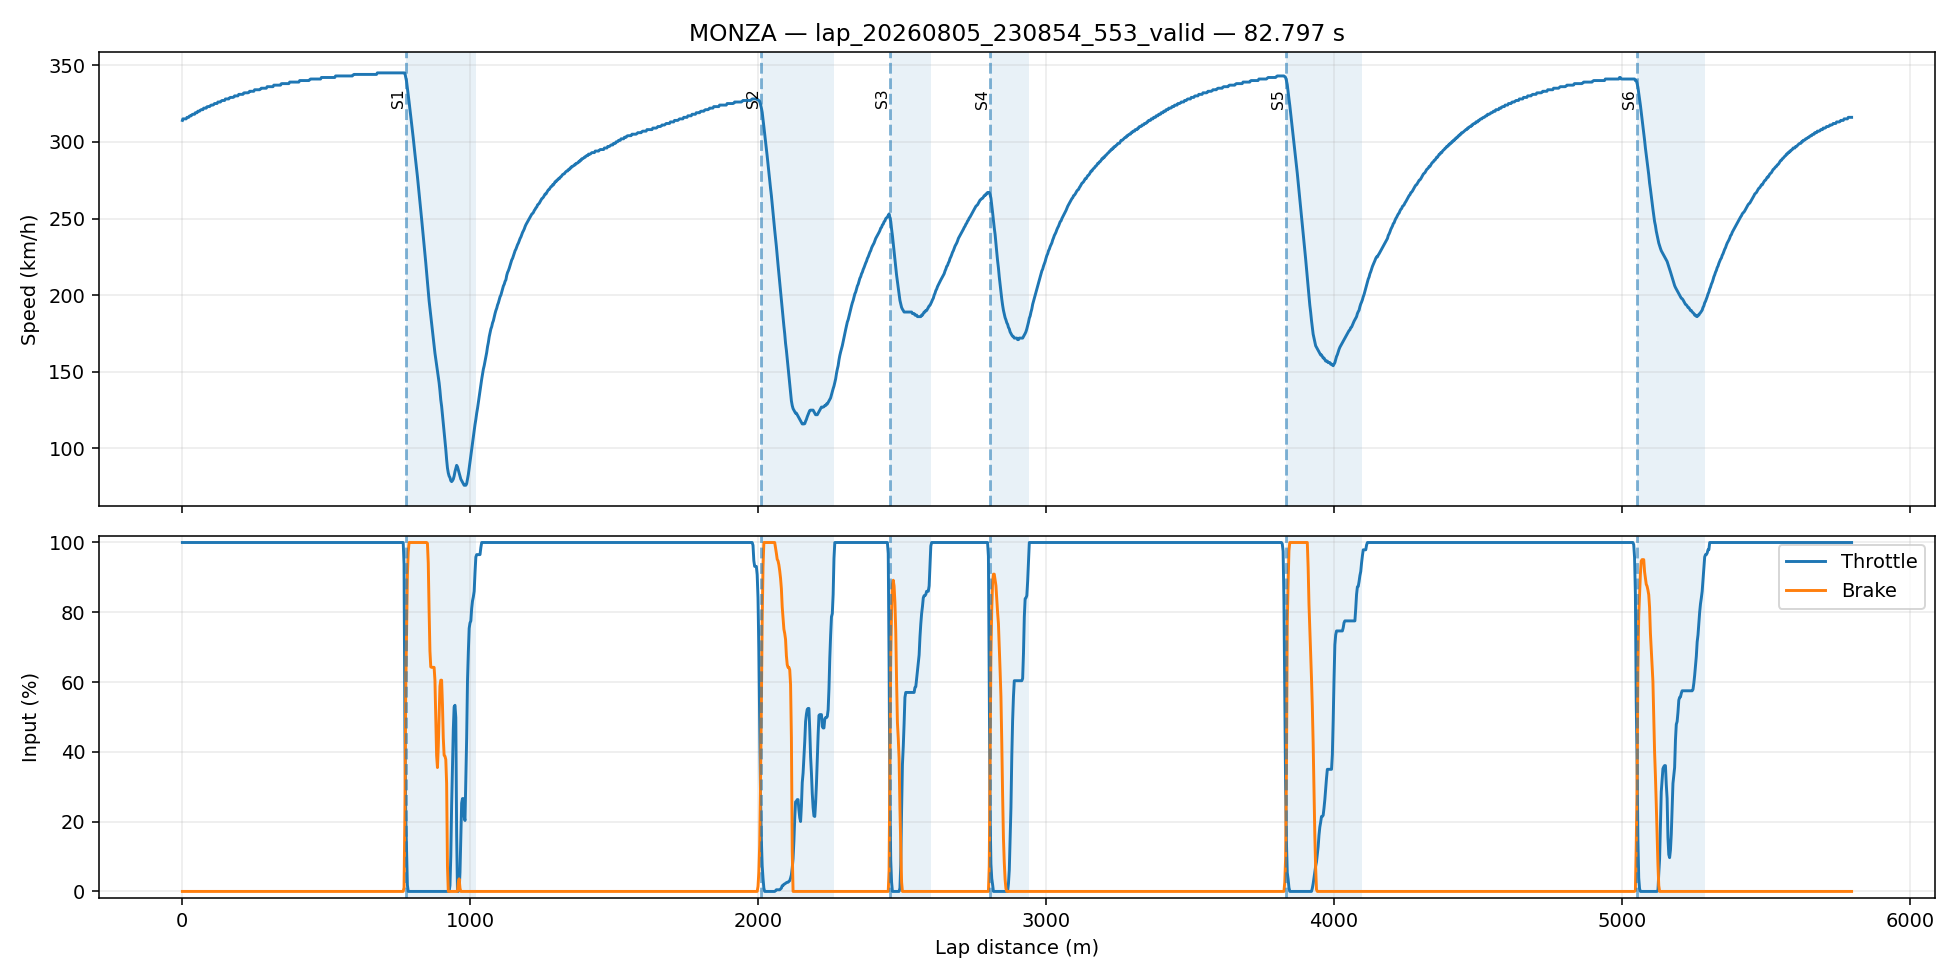 MONZA — lap_20260805_230854_553_valid — 82.797 s
350
300
250
200
150
100
Speed (km/h)
S1
S2
S3
S4
S5
S6
100
80
60
40
20
0
Input (%)
Throttle
Brake
0
1000
2000
3000
4000
5000
6000
Lap distance (m)